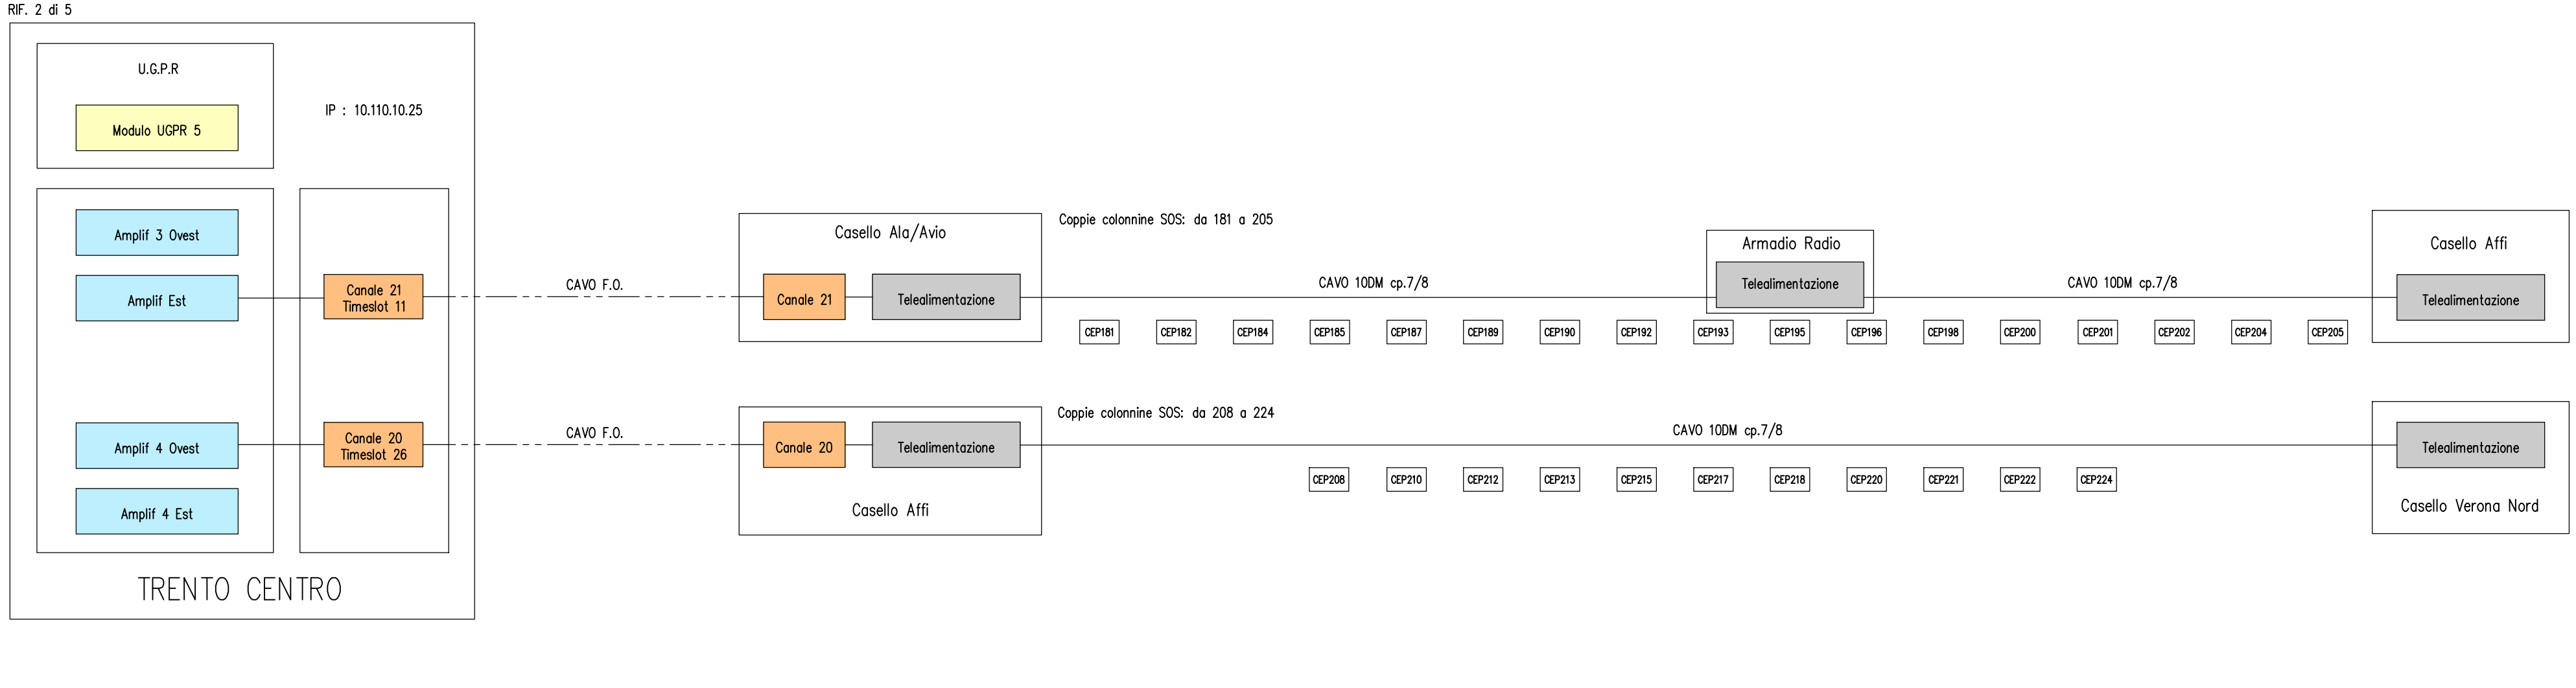 RIF. 2 di 5
U.G.P.R
Modulo UGPR 5
IP : 10.110.10.25
Amplif 3 Ovest
Amplif Est
Canale 21
Timeslot 11
Amplif 4 Ovest
Canale 20
Timeslot 26
Amplif 4 Est
TRENTO CENTRO
CAVO F.O.
Casello Ala/Avio
Canale 21
Telealimentazione
Coppie colonnine SOS: da 181 a 205
CAVO 10DM cp.7/8
Armadio Radio
Telealimentazione
CAVO 10DM cp.7/8
Casello Affi
Telealimentazione
CEP181 CEP182 CEP184 CEP185 CEP187 CEP189 CEP190 CEP192 CEP193 CEP195 CEP196 CEP198 CEP200 CEP201 CEP202 CEP204 CEP205
CAVO F.O.
Canale 20
Telealimentazione
Casello Affi
Coppie colonnine SOS: da 208 a 224
CAVO 10DM cp.7/8
Telealimentazione
Casello Verona Nord
CEP208 CEP210 CEP212 CEP213 CEP215 CEP217 CEP218 CEP220 CEP221 CEP222 CEP224